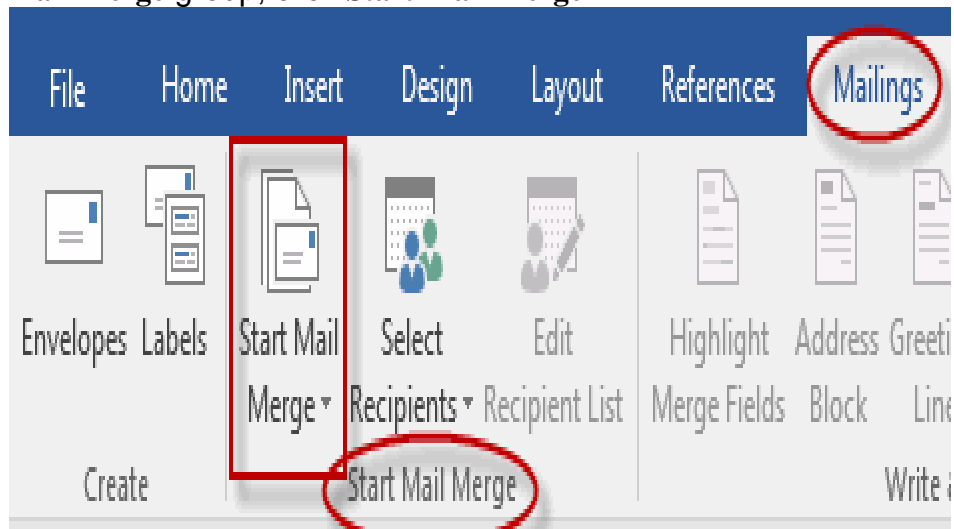 File Home Insert Design Layout References Mailings
Envelopes Labels Start Mail Select Edit Highlight Address
Merge Recipients Recipient List Merge Fields Block
Create Start Mail Merge Write